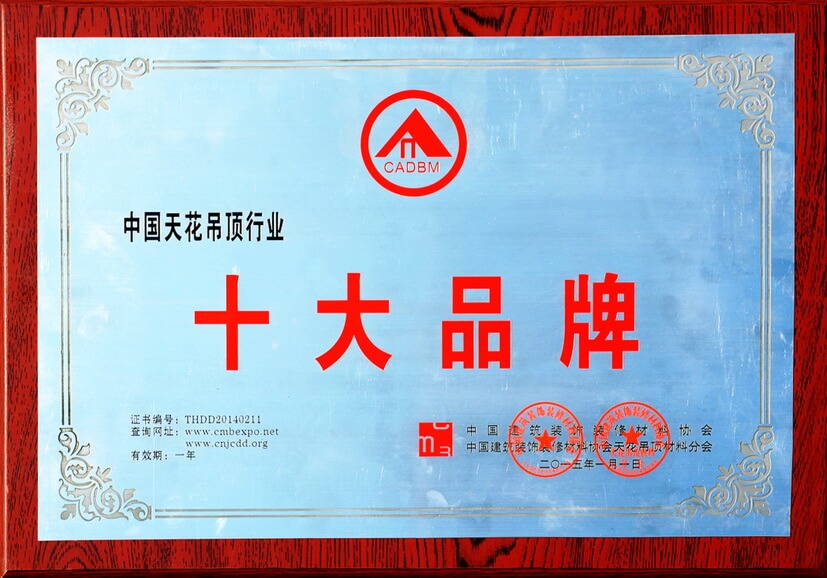 CADBM
中国天花吊顶行业
十大品牌
证书编号：THDD20140211
查询网址：www.cmbexpo.net
www.cnjcdd.org
有效期：一年
中国建筑装饰装修材料协会
中国建筑装饰装修材料协会天花吊顶材料分会
二〇一五年一月十日